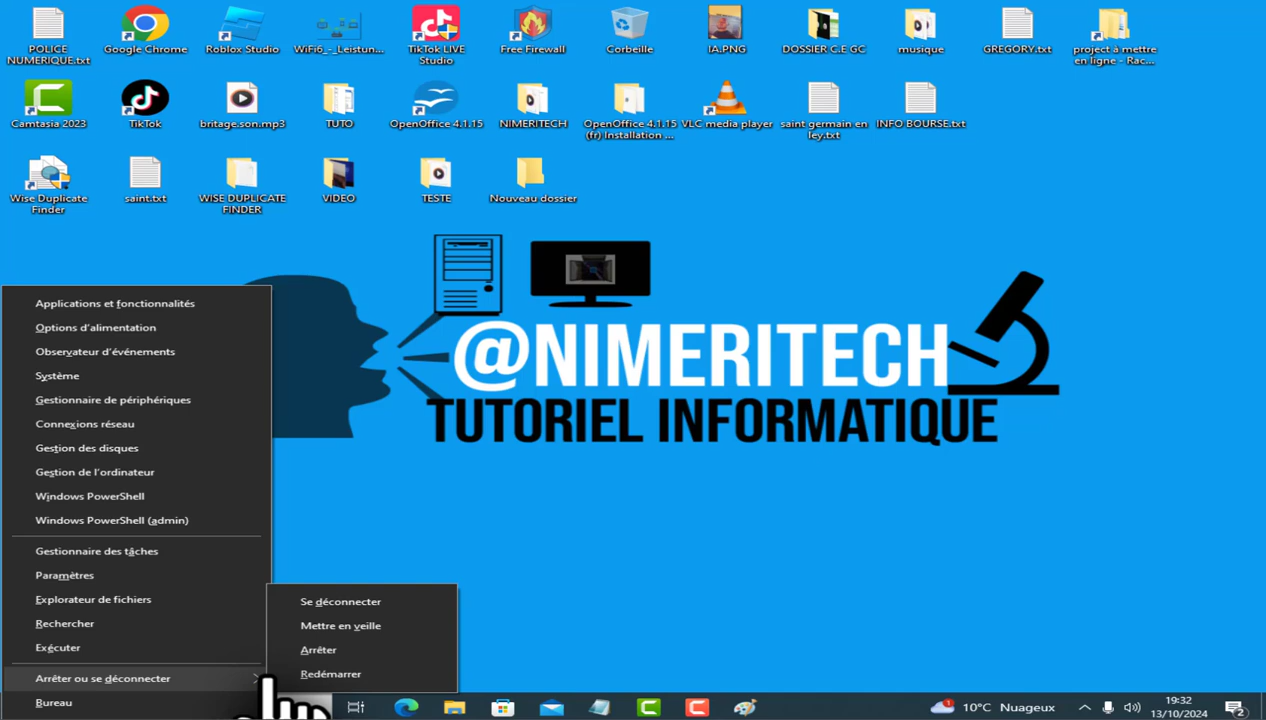 POLICE
NUMERIQUE.txt
Google Chrome
Roblox Studio
WiFi6_-_Leistun...
TikTok LIVE
Studio
Free Firewall
Corbeille
IA.PNG
DOSSIER C.E GC
musique
GREGORY.txt
project à mettre
en ligne - Rac...
Camtasia 2023
TikTok
britage.son.mp3
TUTO
OpenOffice 4.1.15
NIMERITECH
OpenOffice 4.1.15
(fr) Installation ...
VLC media player
saint germain en
ley.txt
INFO BOURSE.txt
Wise Duplicate
Finder
saint.txt
WISE DUPLICATE
FINDER
VIDEO
TESTE
Nouveau dossier
@NIMERITECH
TUTORIEL INFORMATIQUE
Applications et fonctionnalités
Options d'alimentation
Observateur d'événements
Système
Gestionnaire de périphériques
Connexions réseau
Gestion des disques
Gestion de l'ordinateur
Windows PowerShell
Windows PowerShell (admin)
Gestionnaire des tâches
Paramètres
Explorateur de fichiers
Rechercher
Exécuter
Arrêter ou se déconnecter
Bureau
Se déconnecter
Mettre en veille
Arrêter
Redémarrer
1
10°C Nuageux
19:32
13/10/2024
2